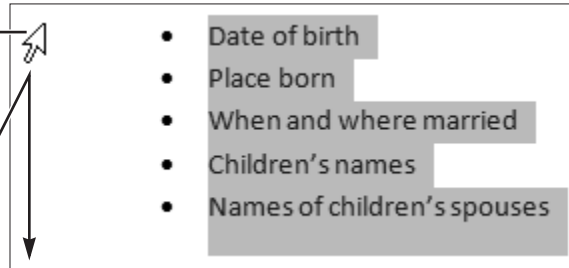 • Date of birth
• Place born
• When and where married
• Children's names
• Names of children's spouses